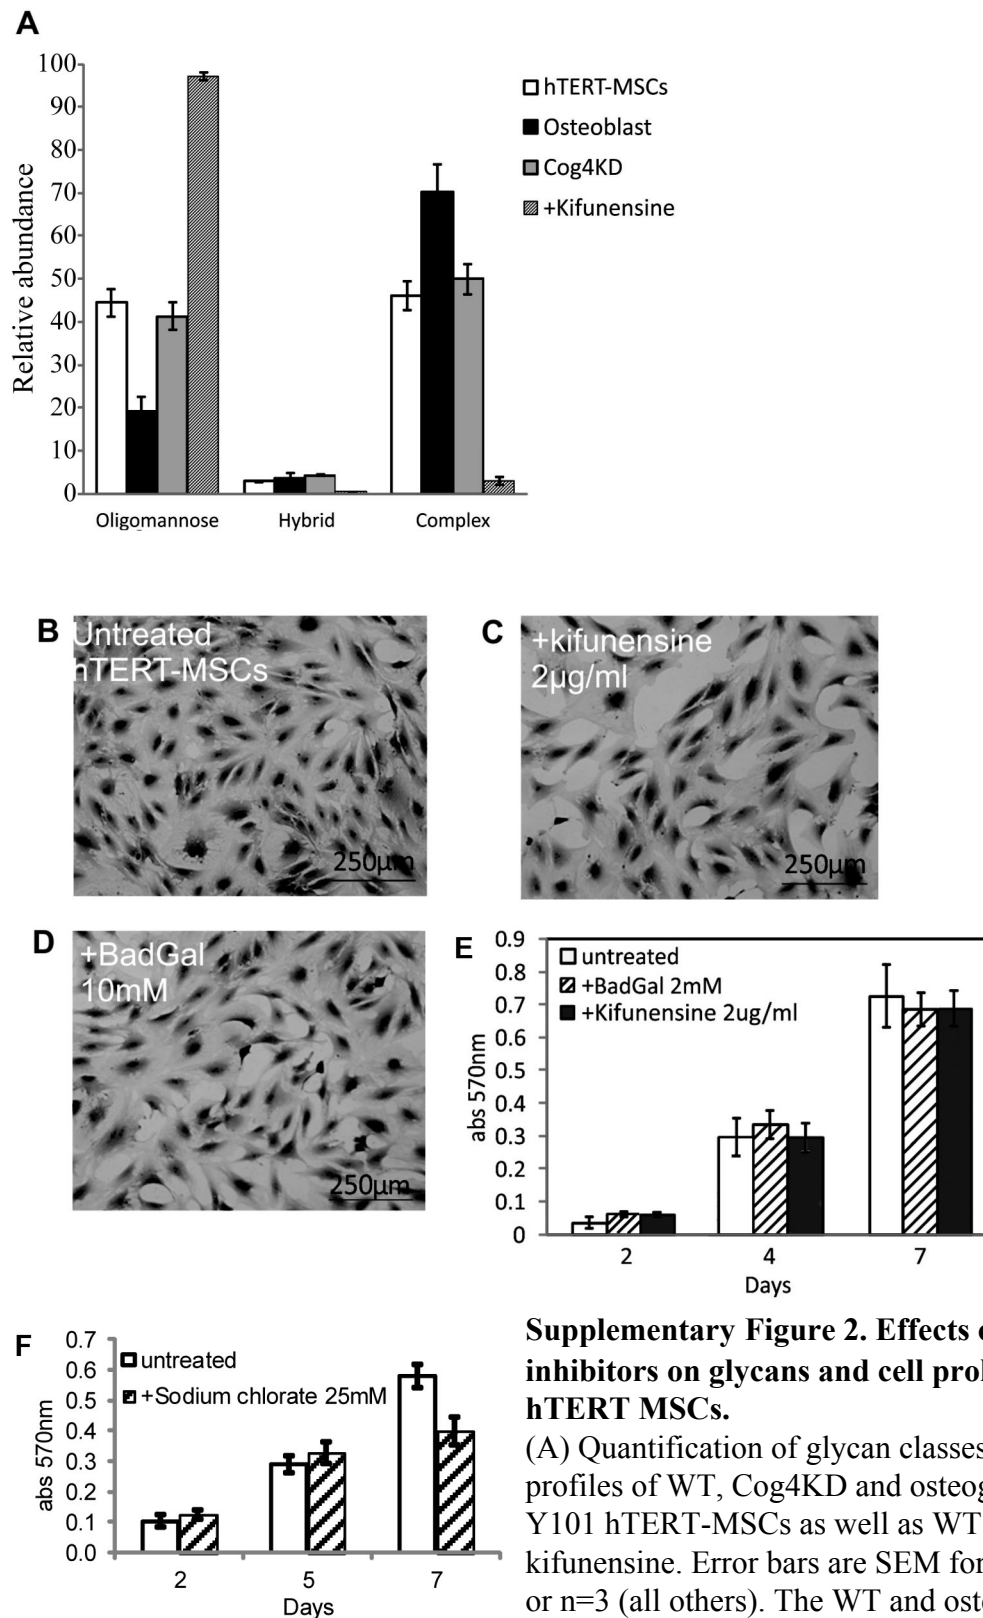 A
100
90
80
70
60
50
40
30
20
10
0
Relative abundance
Oligomannose
Hybrid
Complex
hTERT-MSCs
Osteoblast
Cog4KD
+Kifunensine
B
Untreated
hTERT-MSCs
250µm
C
+kifunensine
2µg/ml
250µm
D
+BadGal
10mM
250µm
E
0.9
0.8
0.7
0.6
0.5
0.4
0.3
0.2
0.1
0
abs 570nm
untreated
+BadGal 2mM
+Kifunensine 2ug/ml
2
4
7
Days
F
0.7
0.6
0.5
0.4
0.3
0.2
0.1
0.0
abs 570nm
untreated
+Sodium chlorate 25mM
2
5
7
Days
Supplementary Figure 2. Effects
inhibitors on glycans and cell
hTERT MSCs.
(A) Quantification of glycan classes
profiles of WT, Cog4KD and
Y101 hTERT-MSCs as well as WT
kifunensine. Error bars are SEM for
or n=3 (all others). The WT and